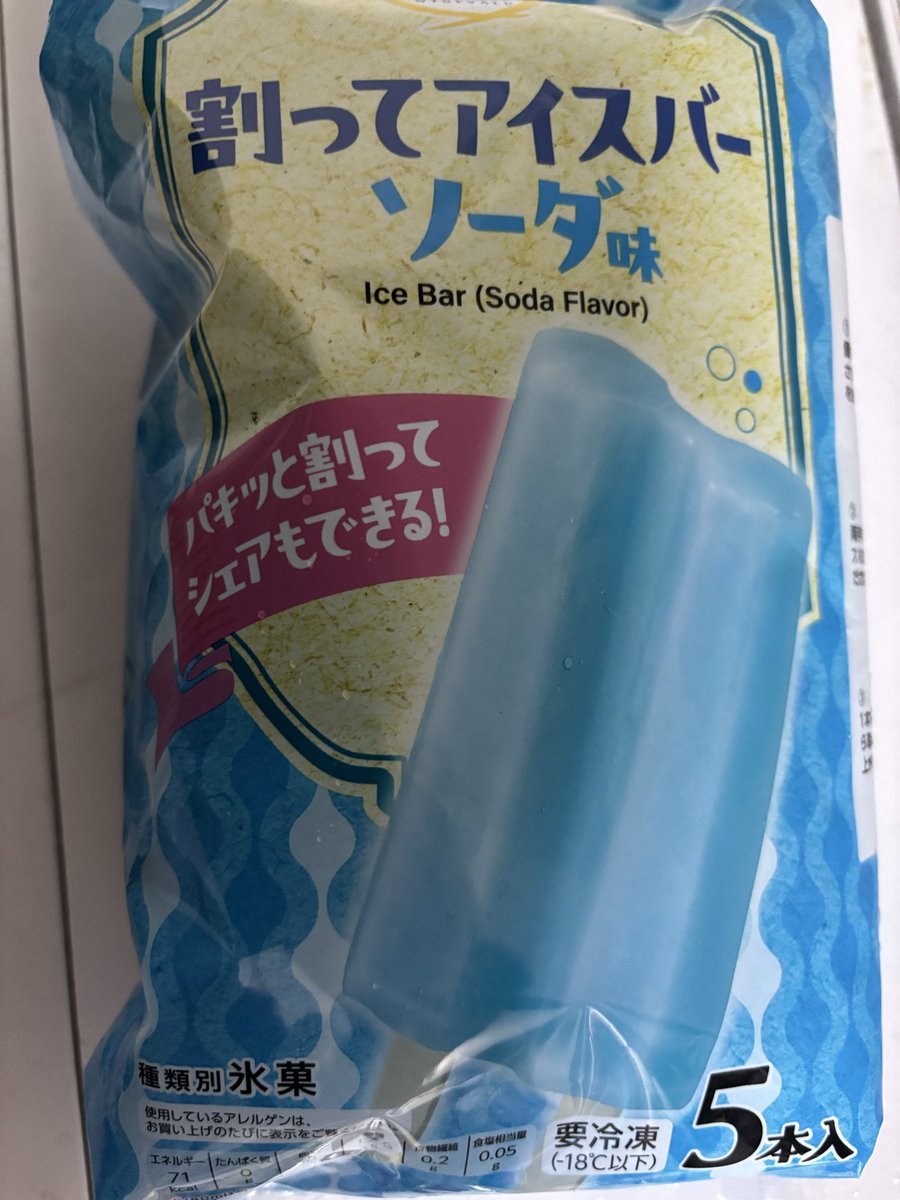 割ってアイスバー
ソーダ味
Ice Bar (Soda Flavor)
パキッと割って
シェアもできる!
種類別 氷菓
使用しているアレルゲンは、
お買い上げのたびに表示をご
エネルギー たんぱく質 食物繊維 食塩相当量
71 0 0.2 0.05
kcal g g g
要冷凍
(-18℃以下)
5本入